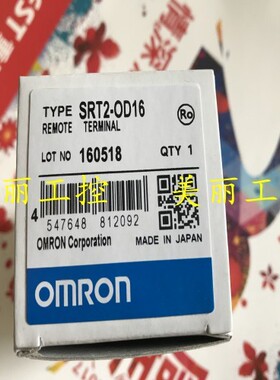 TYPE SRT2-OD16
REMOTE TERMINAL
Ro
LOT NO 160518 QTY 1
丽工控 美丽工
4 547648 812092
OMRON Corporation MADE IN JAPAN
OMRON